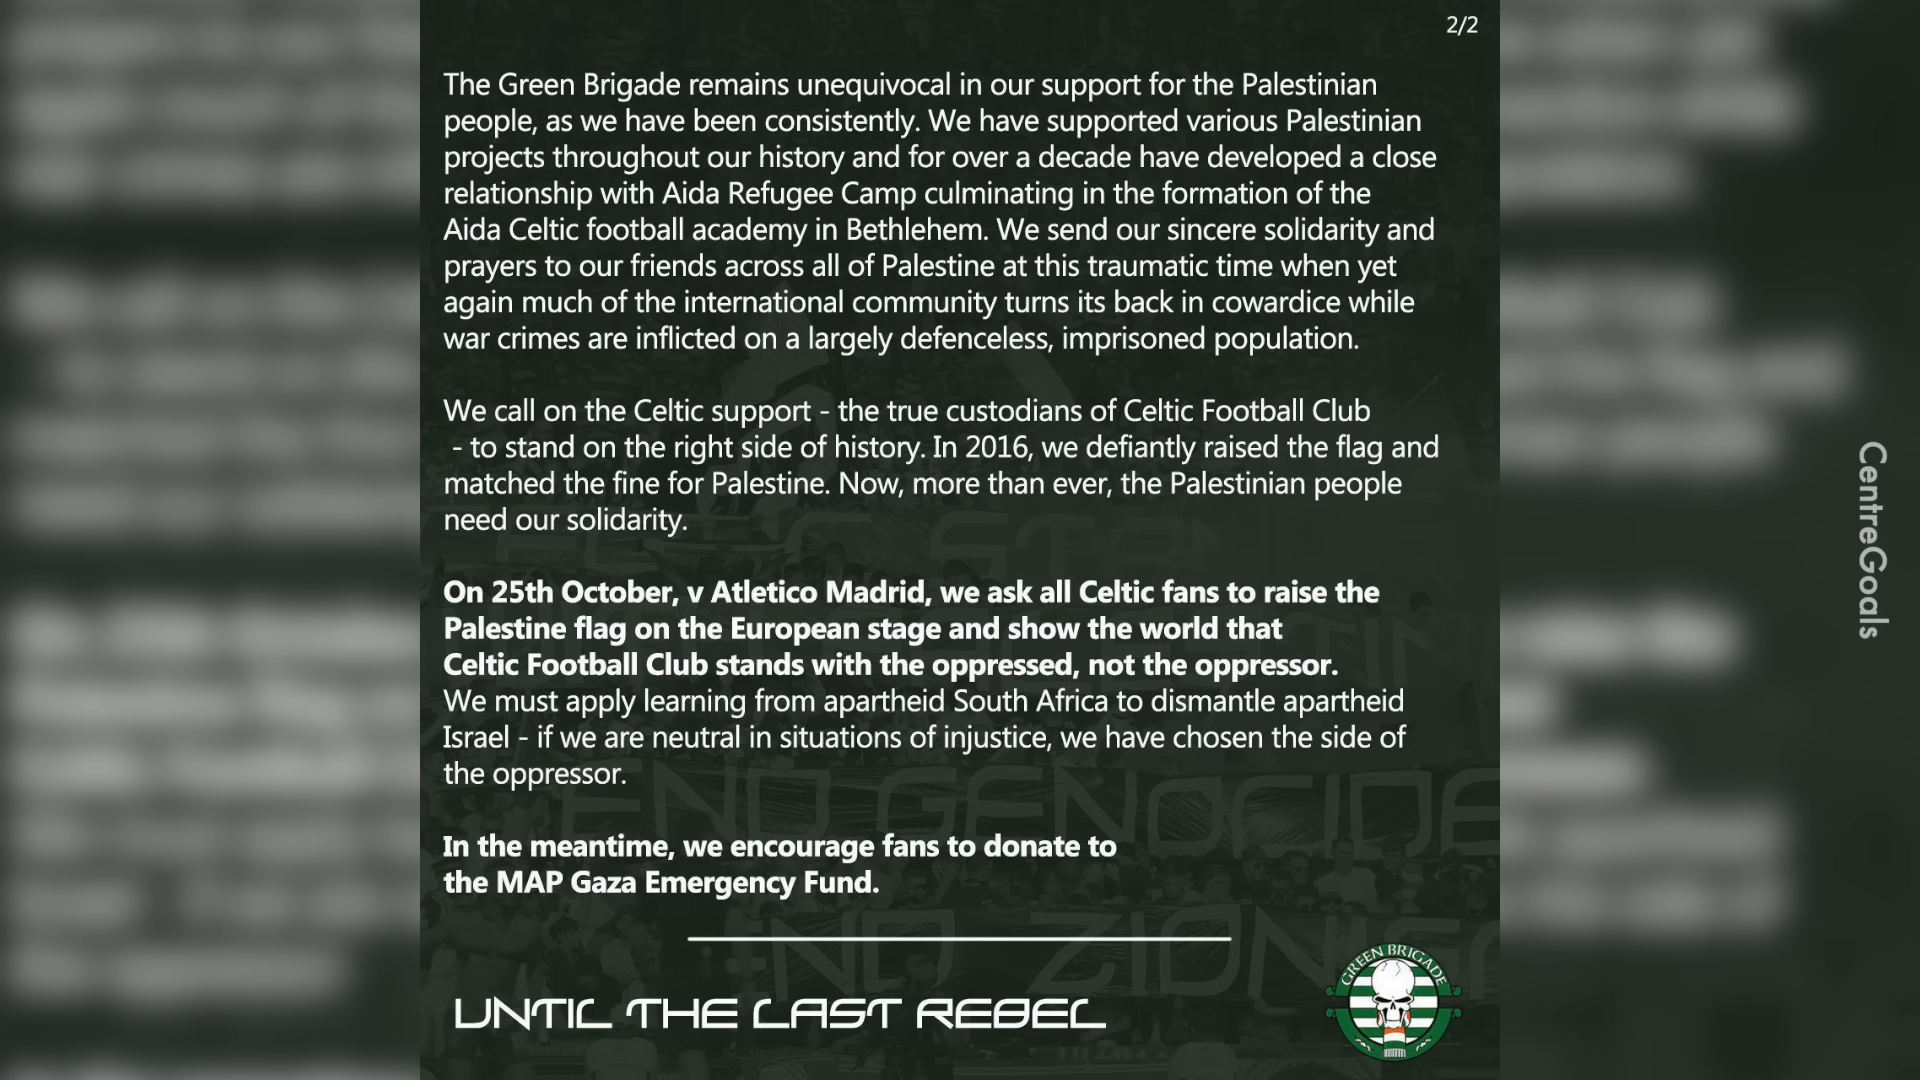 2/2
The Green Brigade remains unequivocal in our support for the Palestinian
people, as we have been consistently. We have supported various Palestinian
projects throughout our history and for over a decade have developed a close
relationship with Aida Refugee Camp culminating in the formation of the
Aida Celtic football academy in Bethlehem. We send our sincere solidarity and
prayers to our friends across all of Palestine at this traumatic time when yet
again much of the international community turns its back in cowardice while
war crimes are inflicted on a largely defenceless, imprisoned population.
We call on the Celtic support - the true custodians of Celtic Football Club
- to stand on the right side of history. In 2016, we defiantly raised the flag and
matched the fine for Palestine. Now, more than ever, the Palestinian people
need our solidarity.
On 25th October, v Atletico Madrid, we ask all Celtic fans to raise the
Palestine flag on the European stage and show the world that
Celtic Football Club stands with the oppressed, not the oppressor.
We must apply learning from apartheid South Africa to dismantle apartheid
Israel - if we are neutral in situations of injustice, we have chosen the side of
the oppressor.
END GENOCIDE
In the meantime, we encourage fans to donate to
the MAP Gaza Emergency Fund.
END ZIONISM
UNTIL THE LAST REBEL
GREEN BRIGADE
CentreGoals